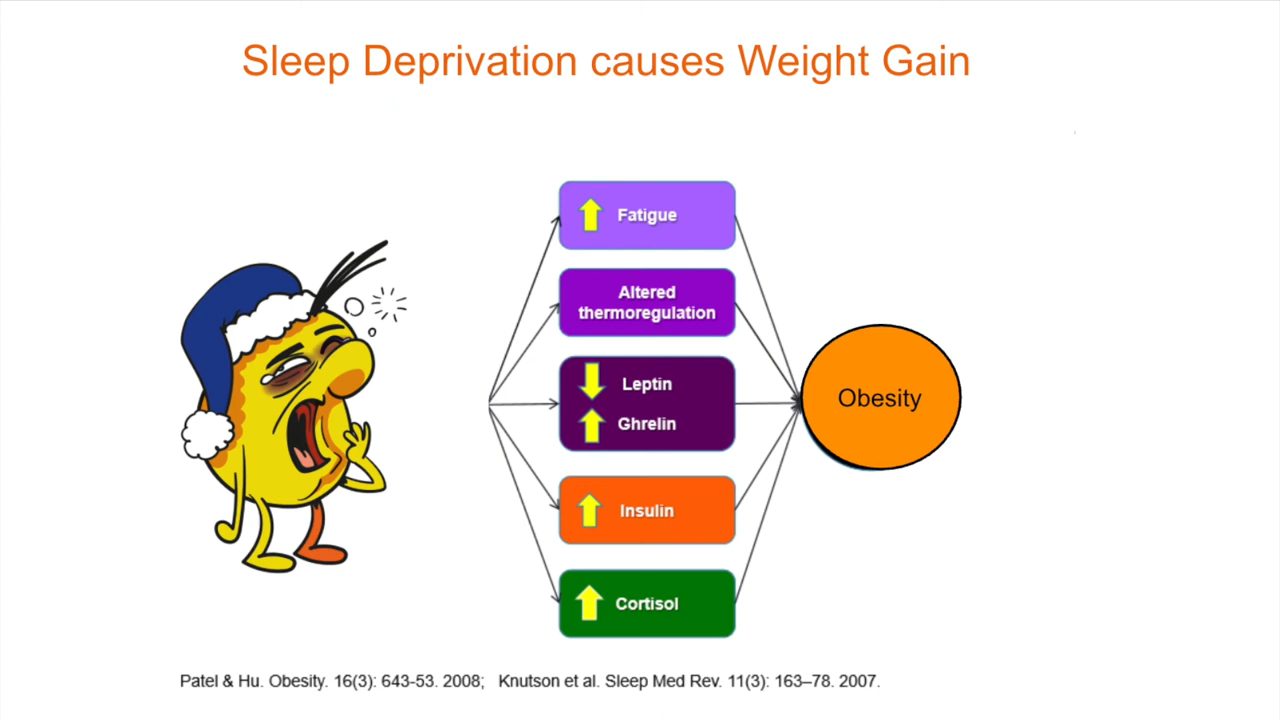 Sleep Deprivation causes Weight Gain
Fatigue
Altered
thermoregulation
Leptin
Ghrelin
Insulin
Cortisol
Obesity
Patel & Hu. Obesity. 16(3): 643-53. 2008; Knutson et al. Sleep Med Rev. 11(3): 163–78. 2007.